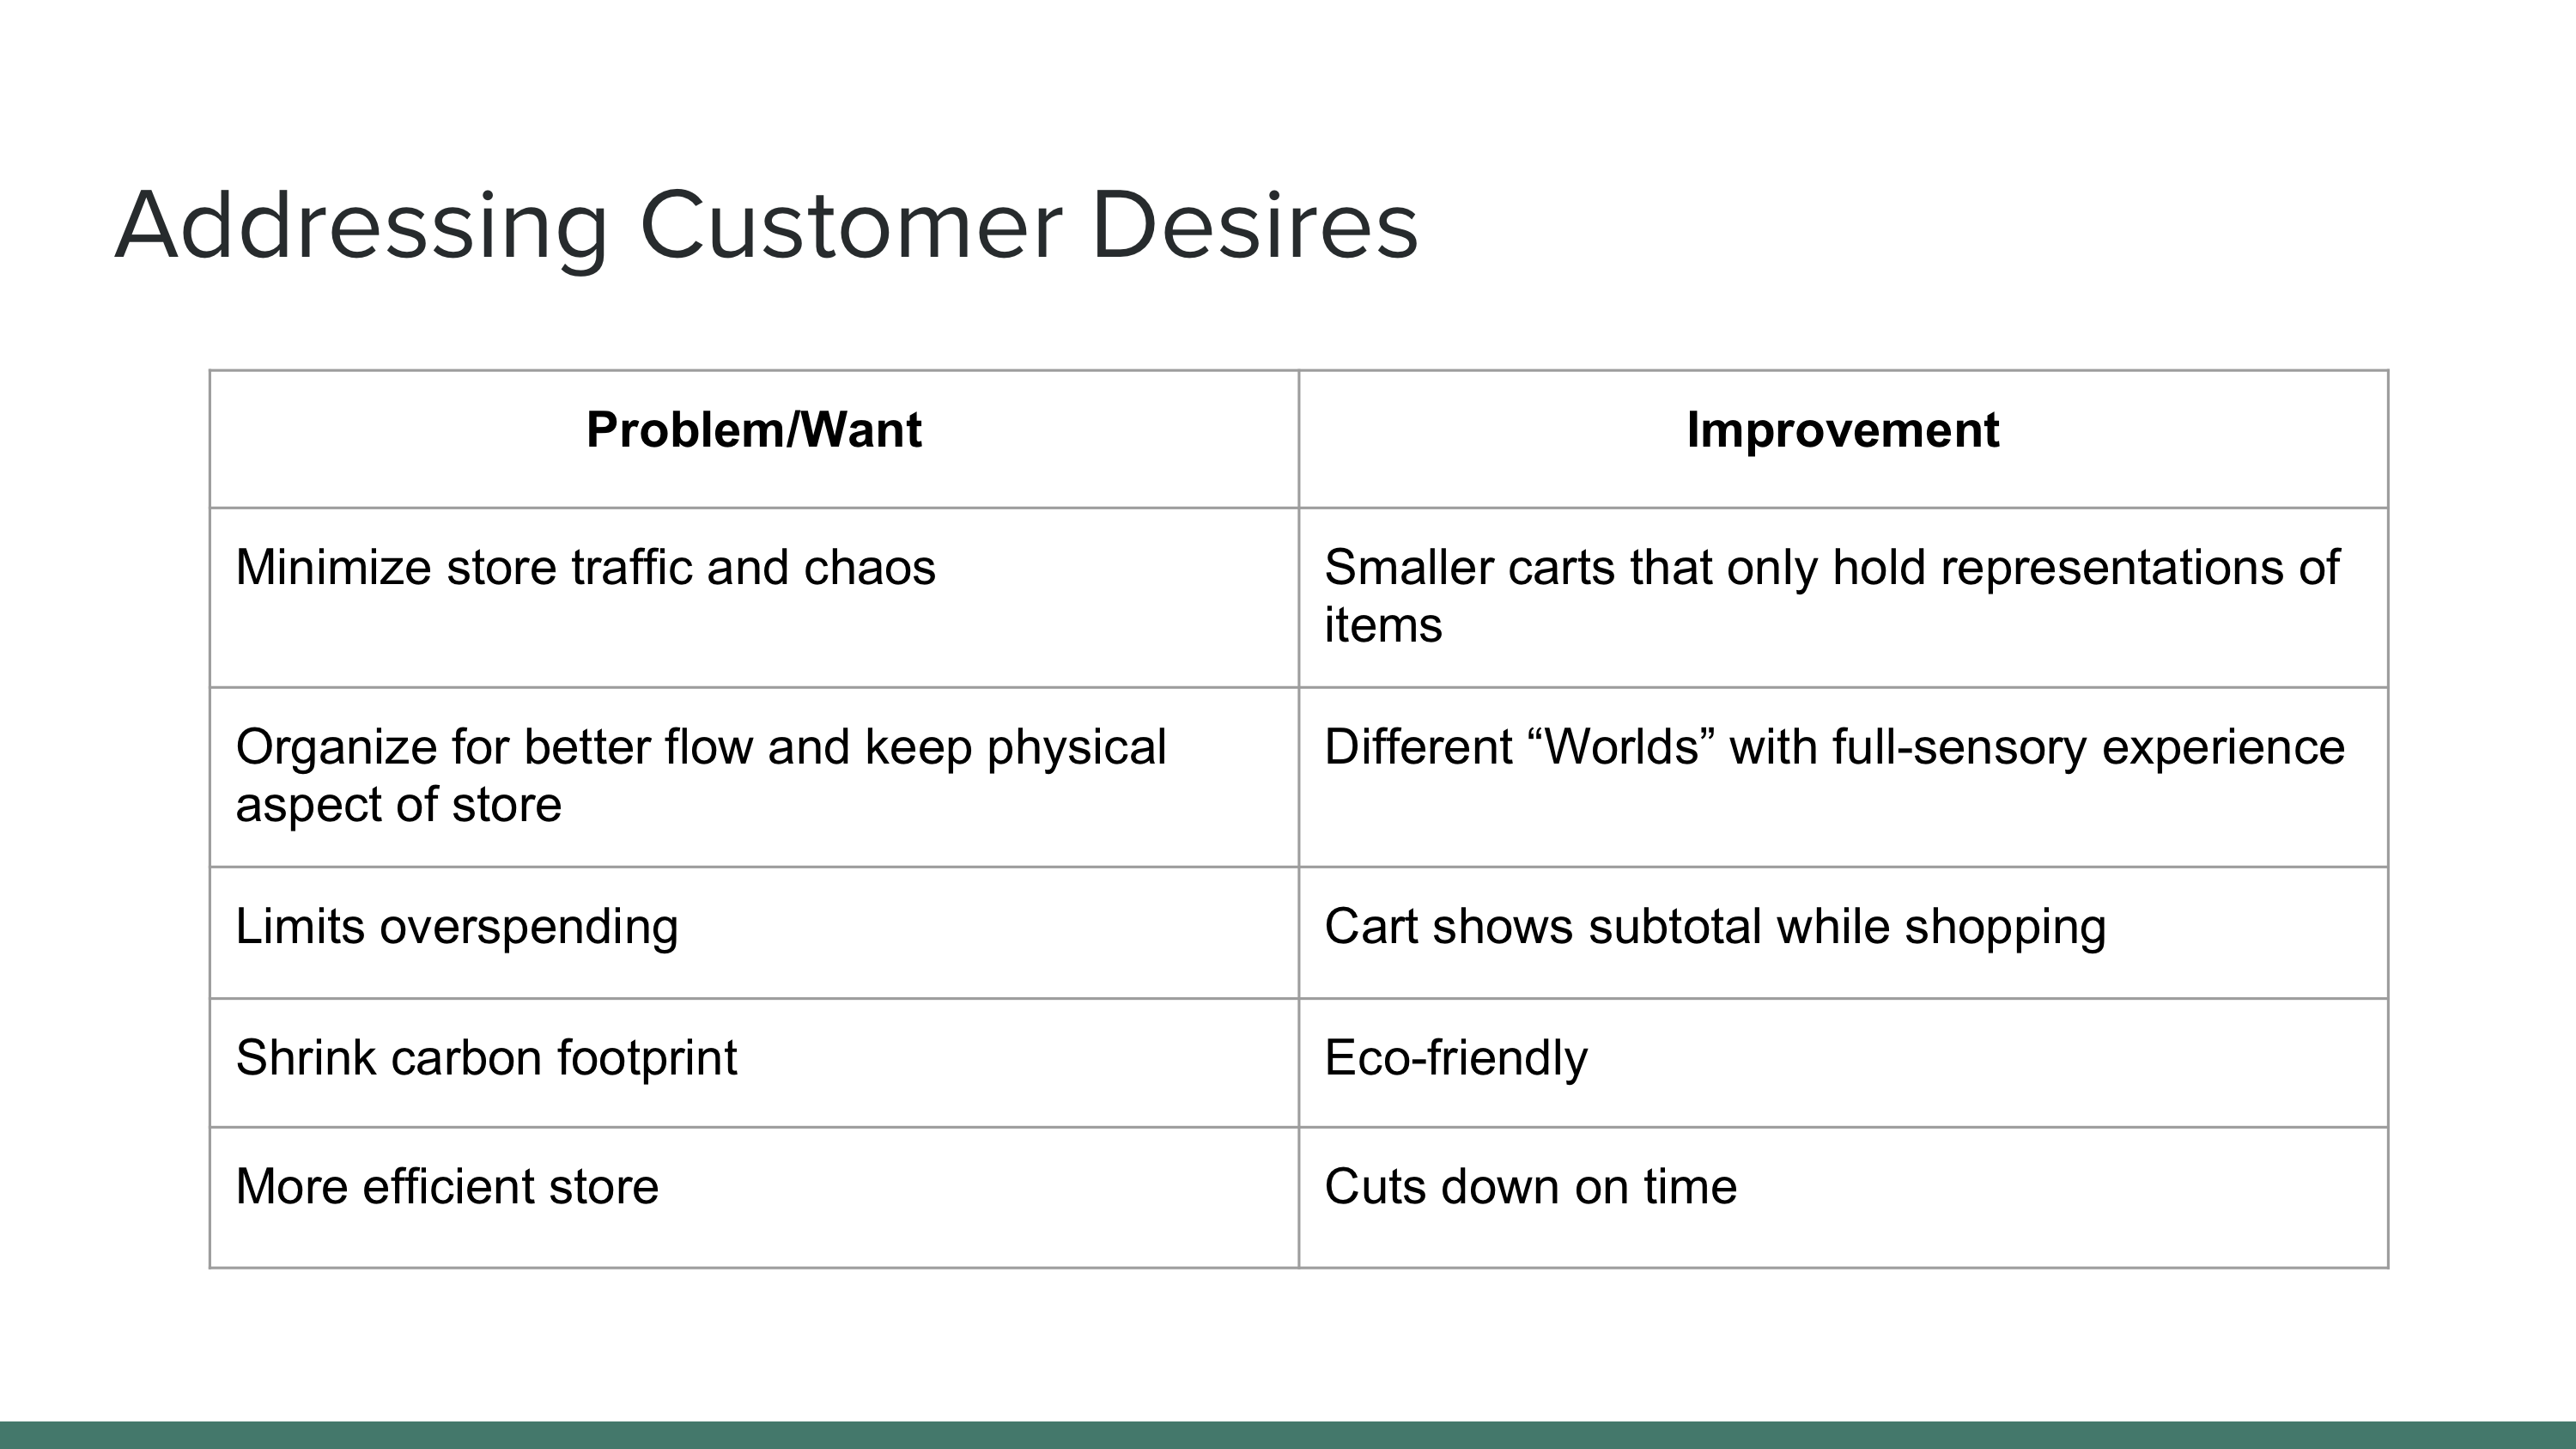 Addressing Customer Desires
Problem/Want
Improvement
Minimize store traffic and chaos
Smaller carts that only hold representations of
items
Organize for better flow and keep physical
aspect of store
Different “Worlds” with full-sensory experience
Limits overspending
Cart shows subtotal while shopping
Shrink carbon footprint
Eco-friendly
More efficient store
Cuts down on time